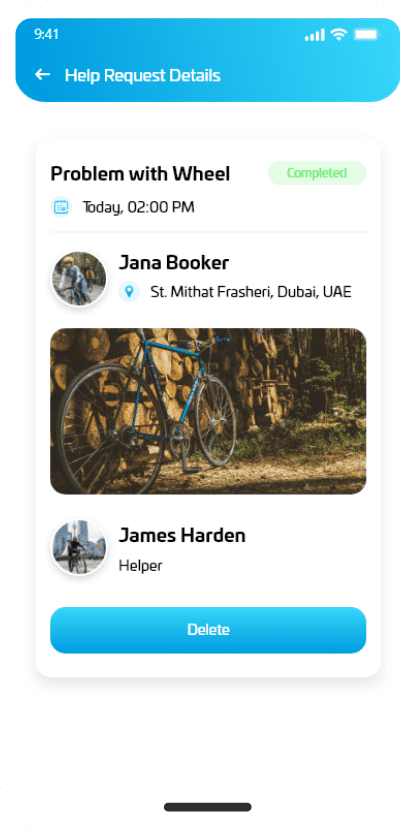 9:41
Help Request Details
Problem with Wheel
Completed
Today, 02:00 PM
Jana Booker
St. Mithat Frasheri, Dubai, UAE
James Harden
Helper
Delete